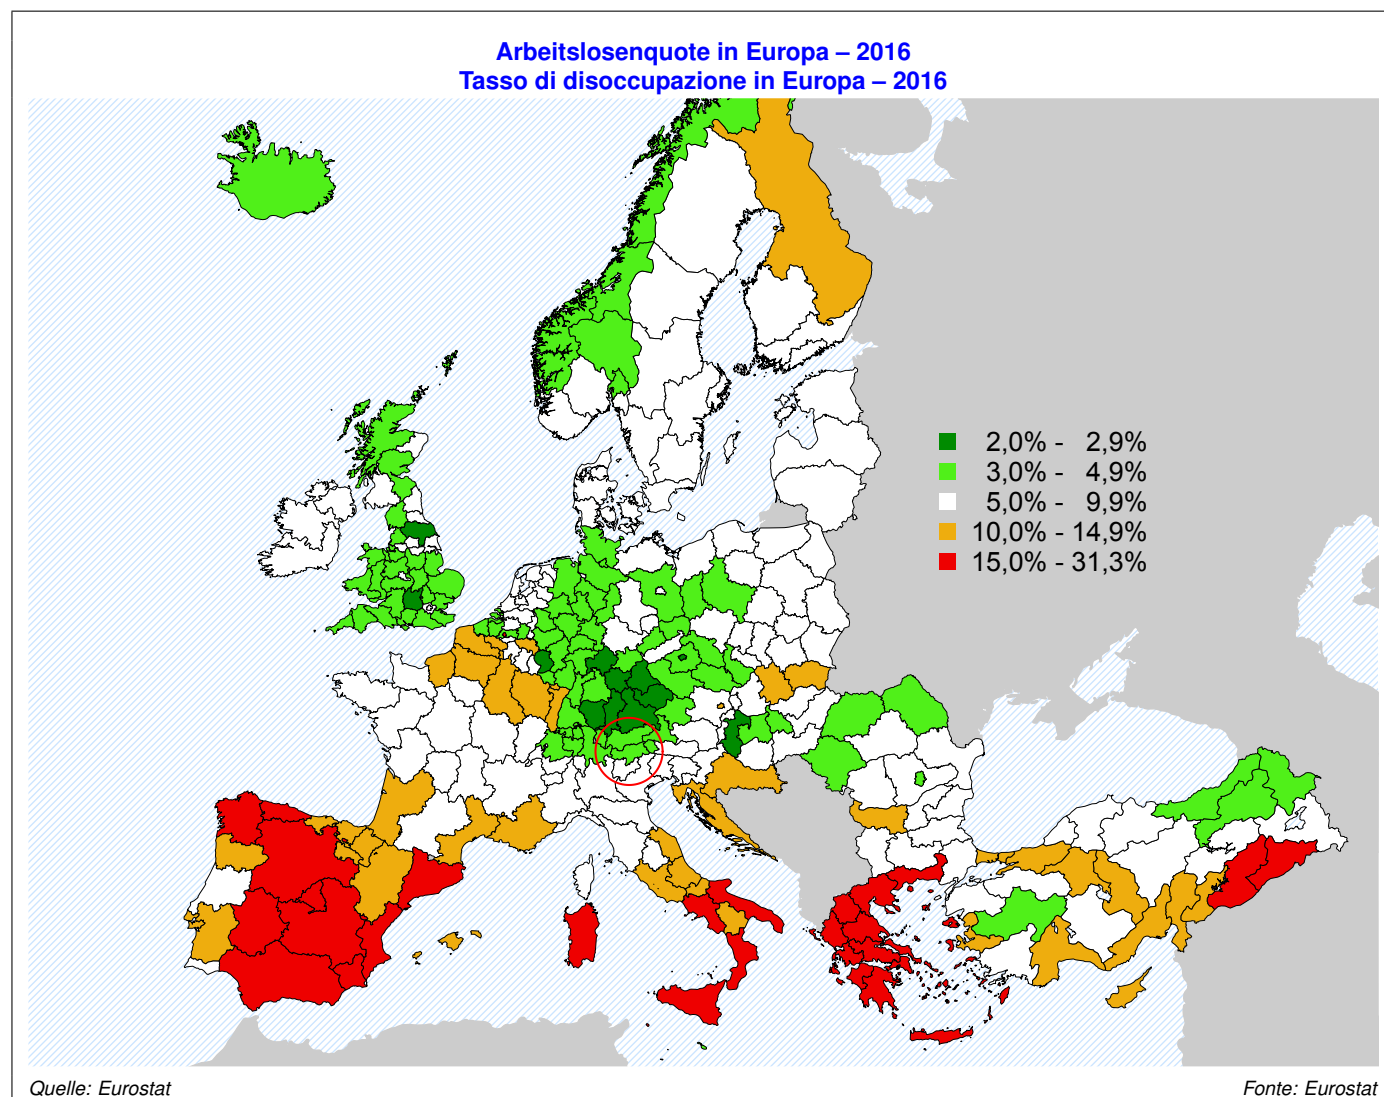 Arbeitslosenquote in Europa – 2016
Tasso di disoccupazione in Europa – 2016
2,0% - 2,9%
3,0% - 4,9%
5,0% - 9,9%
10,0% - 14,9%
15,0% - 31,3%
Quelle: Eurostat
Fonte: Eurostat